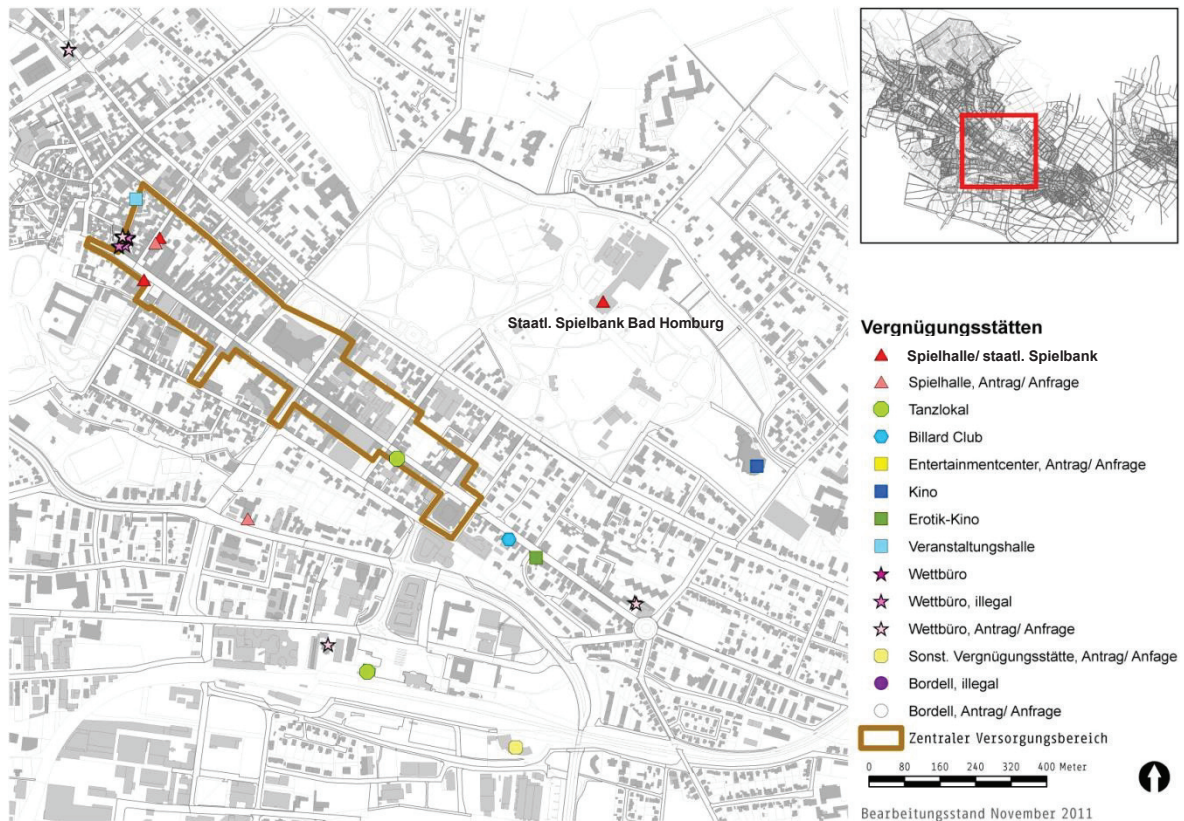 Staatl. Spielbank Bad Homburg
Vergnügungsstätten
Spielhalle/ staatl. Spielbank
Spielhalle, Antrag/ Anfrage
Tanzlokal
Billard Club
Entertainmentcenter, Antrag/ Anfrage
Kino
Erotik-Kino
Veranstaltungshalle
Wettbüro
Wettbüro, illegal
Wettbüro, Antrag/ Anfrage
Sonst. Vergnügungsstätte, Antrag/ Anfage
Bordell, illegal
Bordell, Antrag/ Anfrage
Zentraler Versorgungsbereich
0 80 160 240 320 400 Meter
Bearbeitungsstand November 2011